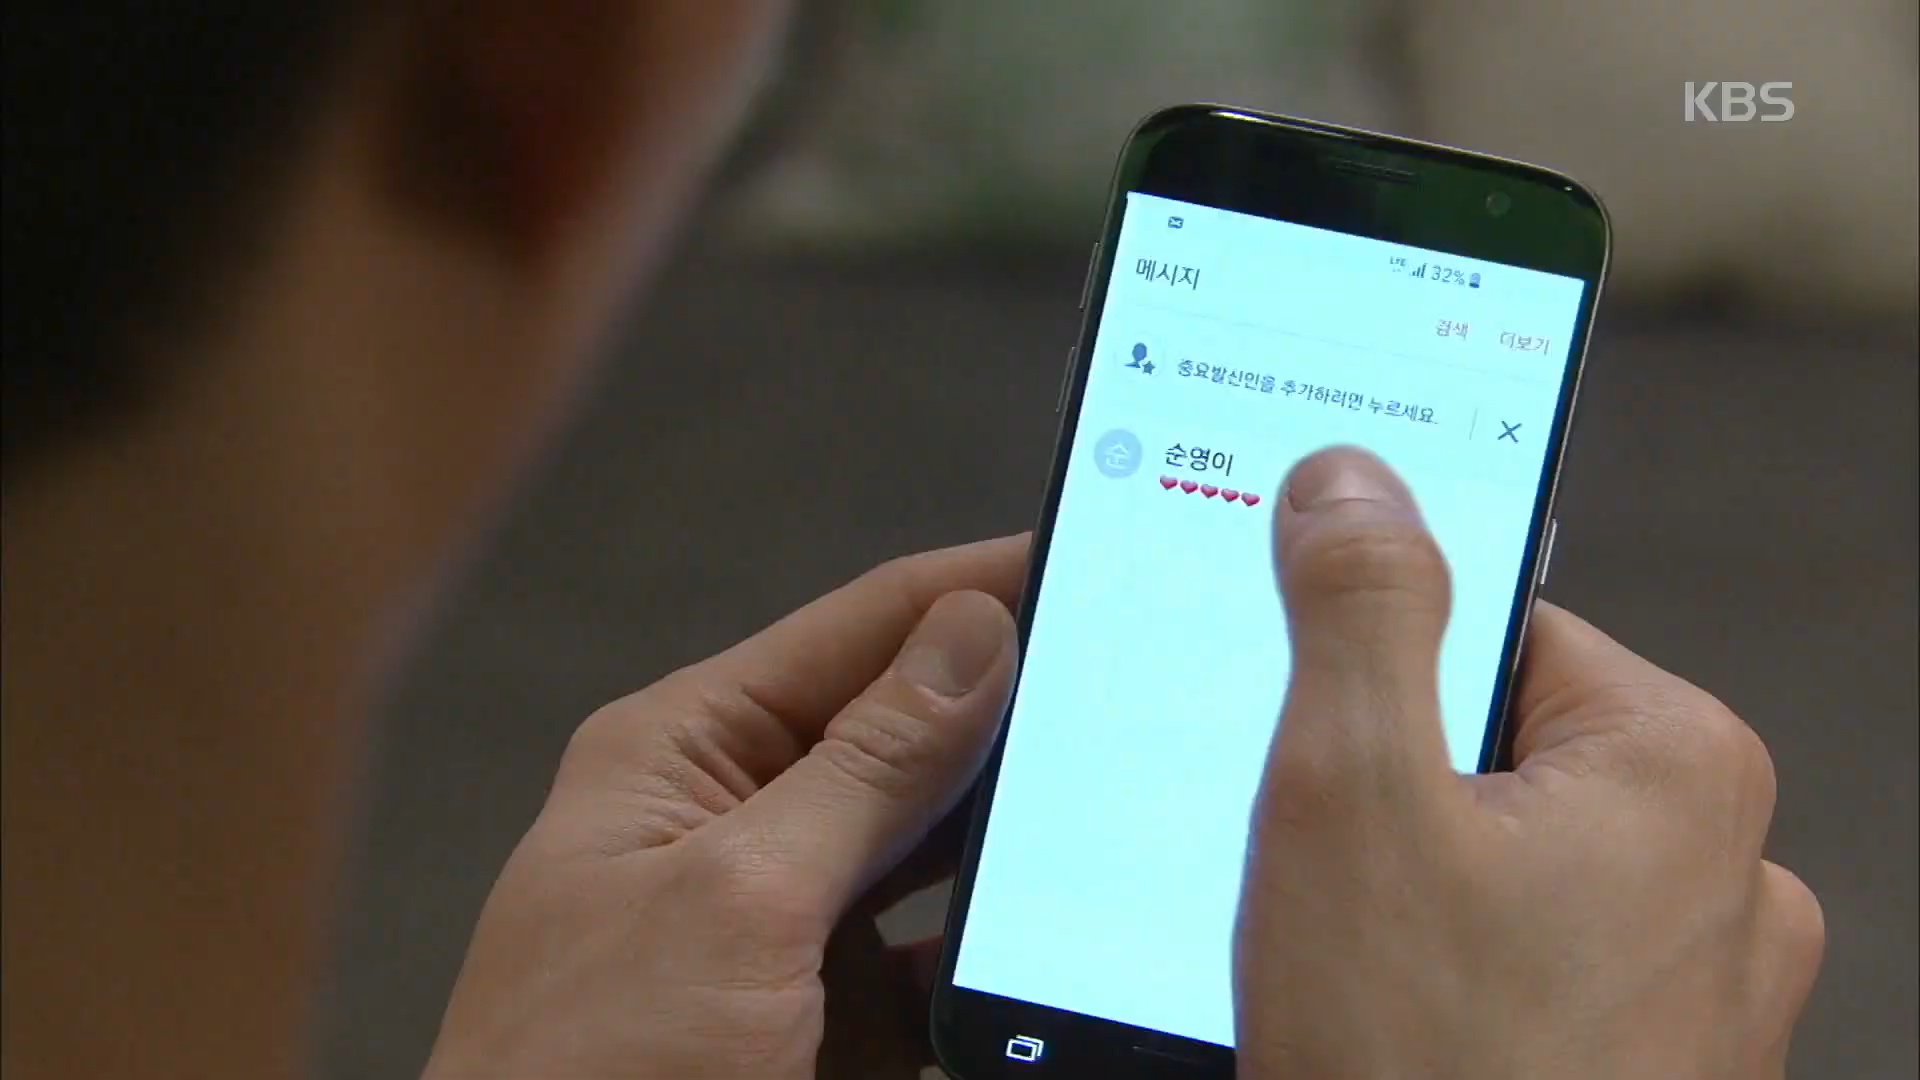 KBS
LTE 32%
메시지
검색 더보기
중요발신인을 추가하려면 누르세요.
순 순영이